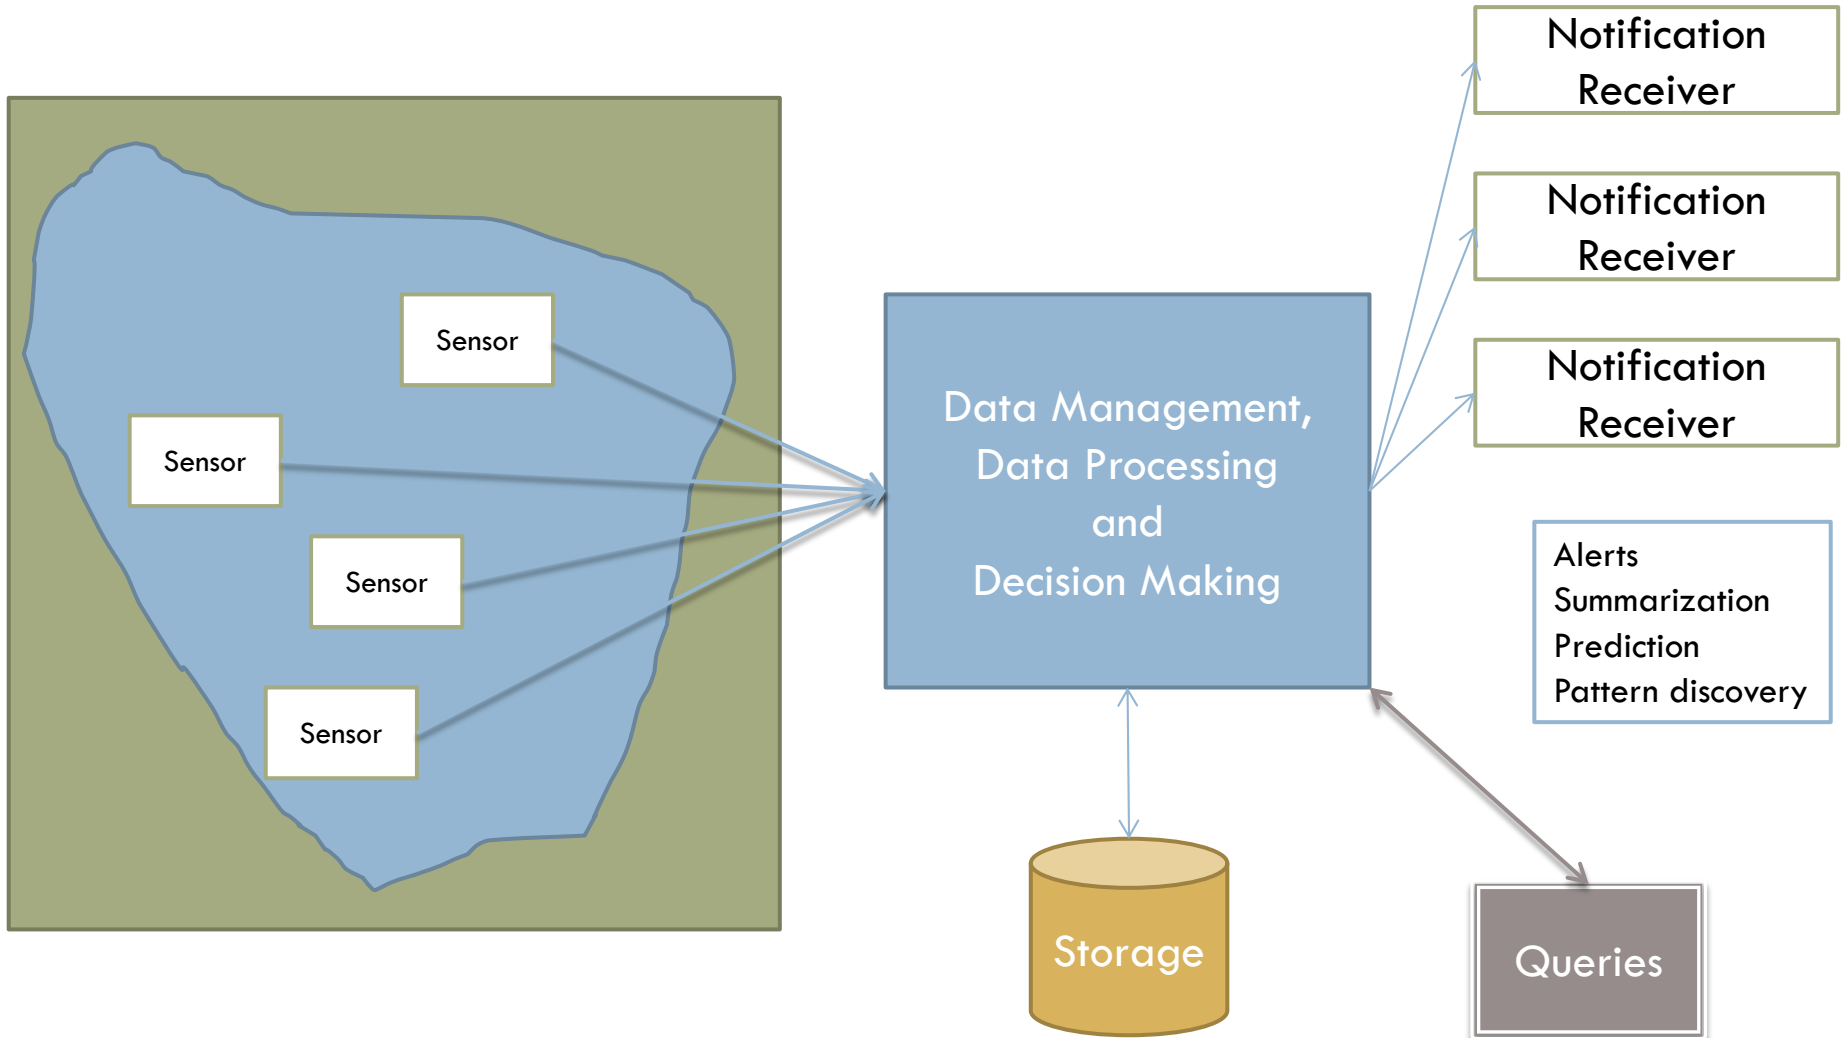 Notification
Receiver
Notification
Receiver
Notification
Receiver
Sensor
Sensor
Sensor
Sensor
Data Management,
Data Processing
and
Decision Making
Alerts
Summarization
Prediction
Pattern discovery
Storage
Queries